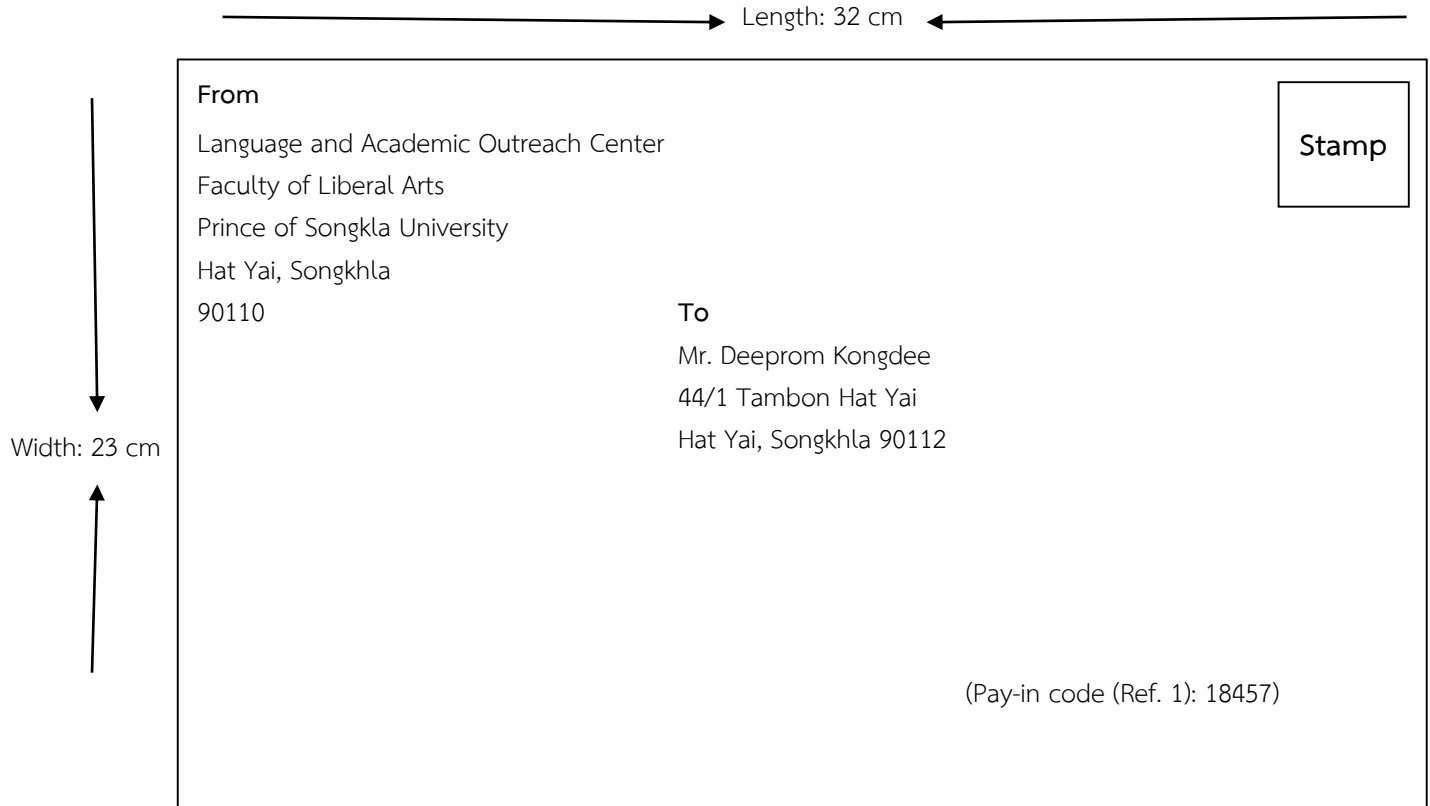 Length: 32 cm
From
Language and Academic Outreach Center
Stamp
Faculty of Liberal Arts
Prince of Songkla University
Hat Yai, Songkhla
90110
To
Mr. Deeprom Kongdee
44/1 Tambon Hat Yai
Hat Yai, Songkhla 90112
Width: 23 cm
(Pay-in code (Ref. 1): 18457)